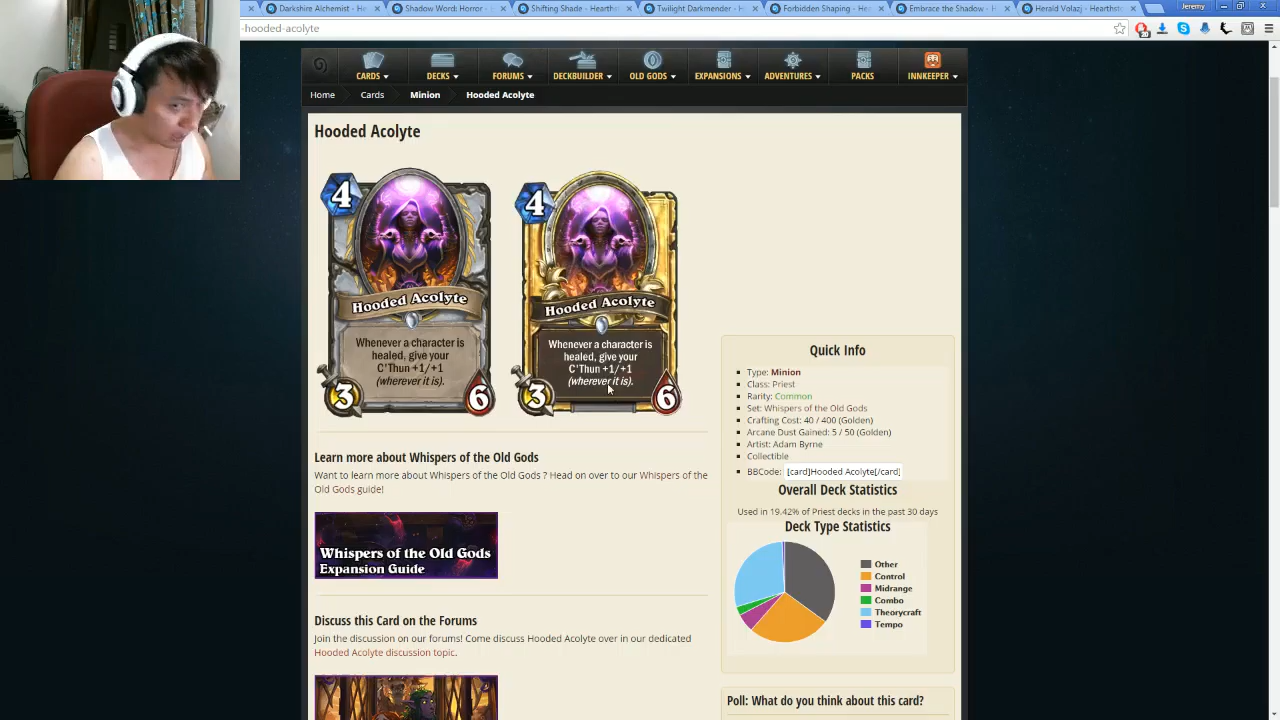 Darkshire Alchemist - He
Shadow Word: Horror -
Shifting Shade - Hearths
Twilight Darkmender - H
Forbidden Shaping - He
Embrace the Shadow - H
Herald Volazj - Hearthst
Jeremy
-hooded-acolyte
CARDS
DECKS
FORUMS
DECKBUILDER
OLD GODS
EXPANSIONS
ADVENTURES
PACKS
INNKEEPER
Home
Cards
Minion
Hooded Acolyte
Hooded Acolyte
4
Hooded Acolyte
Whenever a character is
healed, give your
C'Thun +1/+1
(wherever it is).
3
6
4
Hooded Acolyte
Whenever a character is
healed, give your
C'Thun +1/+1
(wherever it is).
3
6
Quick Info
Type: Minion
Class: Priest
Rarity: Common
Set: Whispers of the Old Gods
Crafting Cost: 40 / 400 (Golden)
Arcane Dust Gained: 5 / 50 (Golden)
Artist: Adam Byrne
Collectible
BBCode: [card]Hooded Acolyte[/card]
Overall Deck Statistics
Used in 19.42% of Priest decks in the past 30 days
Deck Type Statistics
Other
Control
Midrange
Combo
Theorycraft
Tempo
Poll: What do you think about this card?
Learn more about Whispers of the Old Gods
Want to learn more about Whispers of the Old Gods ? Head on over to our Whispers of the
Old Gods guide!
Whispers of the Old Gods
Expansion Guide
Discuss this Card on the Forums
Join the discussion on our forums! Come discuss Hooded Acolyte over in our dedicated
Hooded Acolyte discussion topic.